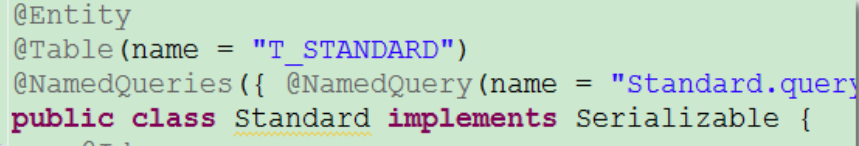 @Entity
@Table(name = "T_STANDARD")
@NamedQueries({ @NamedQuery(name = "Standard.query
public class Standard implements Serializable {